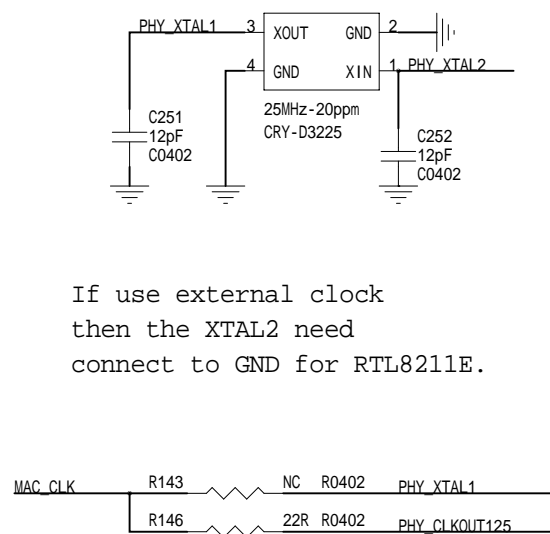 PHY_XTAL1 3 XOUT GND 2
4 GND XIN 1 PHY_XTAL2
25MHz-20ppm
CRY-D3225
C251
12pF
C0402
C252
12pF
C0402
If use external clock
then the XTAL2 need
connect to GND for RTL8211E.
MAC_CLK R143 NC R0402 PHY_XTAL1
R146 22R R0402 PHY_CLKOUT125